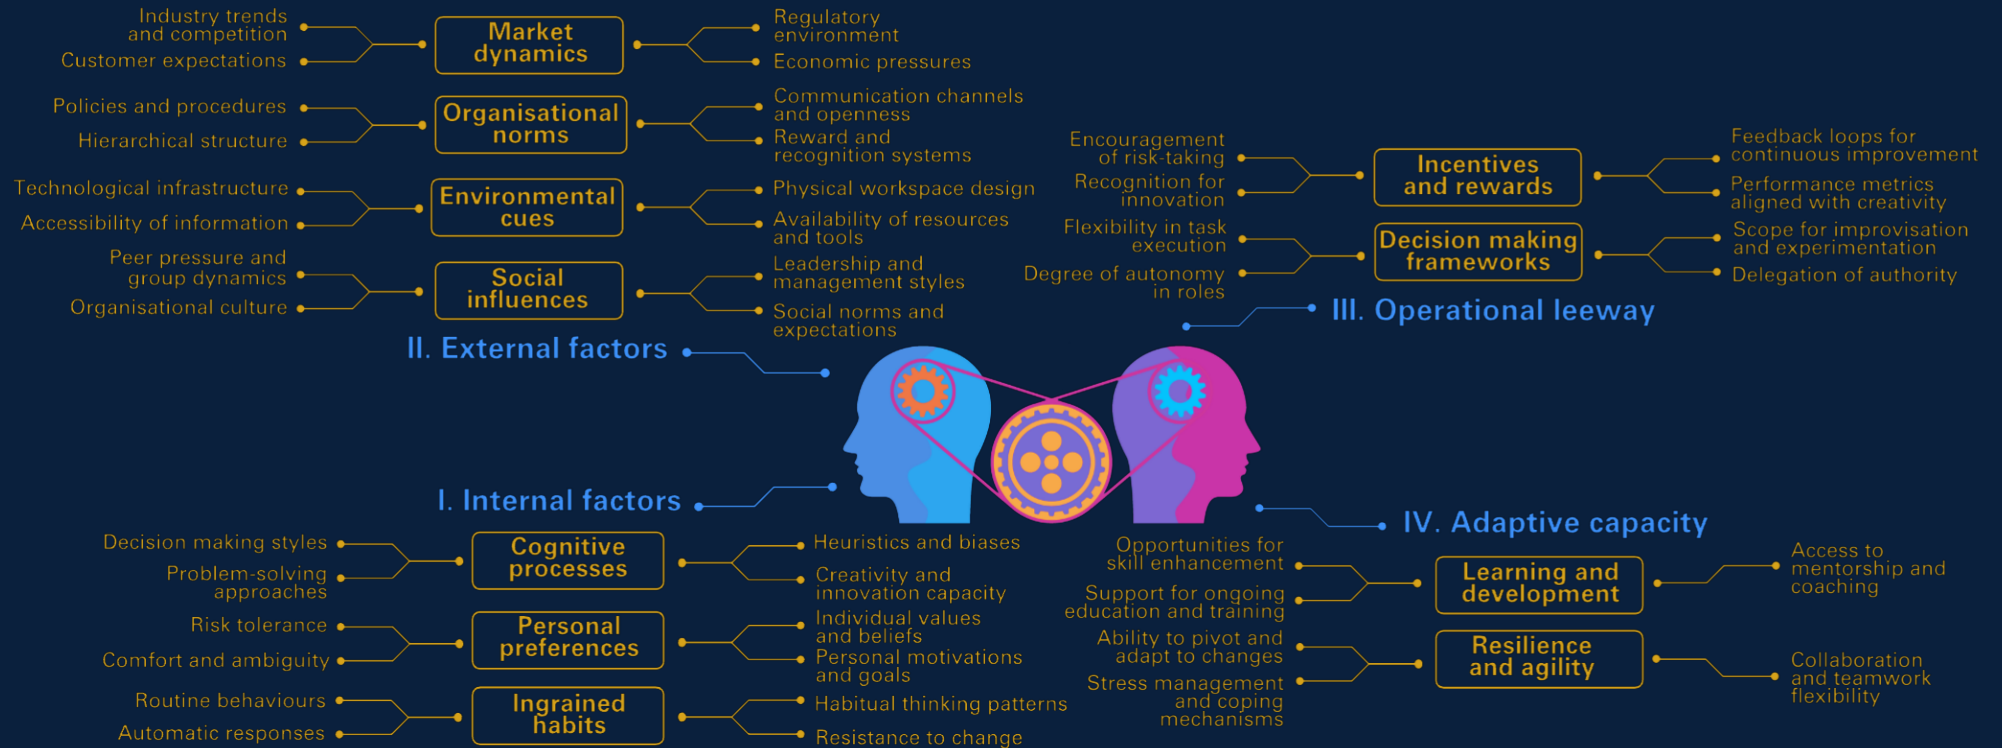 Industry trends
and competition
Customer expectations
Market
dynamics
Regulatory
environment
Economic pressures
Policies and procedures
Hierarchical structure
Organisational
norms
Communication channels
and openness
Reward and
recognition systems
Technological infrastructure
Accessibility of information
Environmental
cues
Physical workspace design
Availability of resources
and tools
Peer pressure and
group dynamics
Organisational culture
Social
influences
Leadership and
management styles
Social norms and
expectations
II. External factors
Encouragement
of risk-taking
Recognition for
innovation
Incentives
and rewards
Feedback loops for
continuous improvement
Performance metrics
aligned with creativity
Flexibility in task
execution
Degree of autonomy
in roles
Decision making
frameworks
Scope for improvisation
and experimentation
Delegation of authority
III. Operational leeway
I. Internal factors
Decision making styles
Problem-solving
approaches
Cognitive
processes
Heuristics and biases
Creativity and
innovation capacity
Risk tolerance
Comfort and ambiguity
Personal
preferences
Individual values
and beliefs
Personal motivations
and goals
Routine behaviours
Automatic responses
Ingrained
habits
Habitual thinking patterns
Resistance to change
IV. Adaptive capacity
Opportunities for
skill enhancement
Support for ongoing
education and training
Learning and
development
Access to
mentorship and
coaching
Ability to pivot and
adapt to changes
Stress management
and coping
mechanisms
Resilience
and agility
Collaboration
and teamwork
flexibility